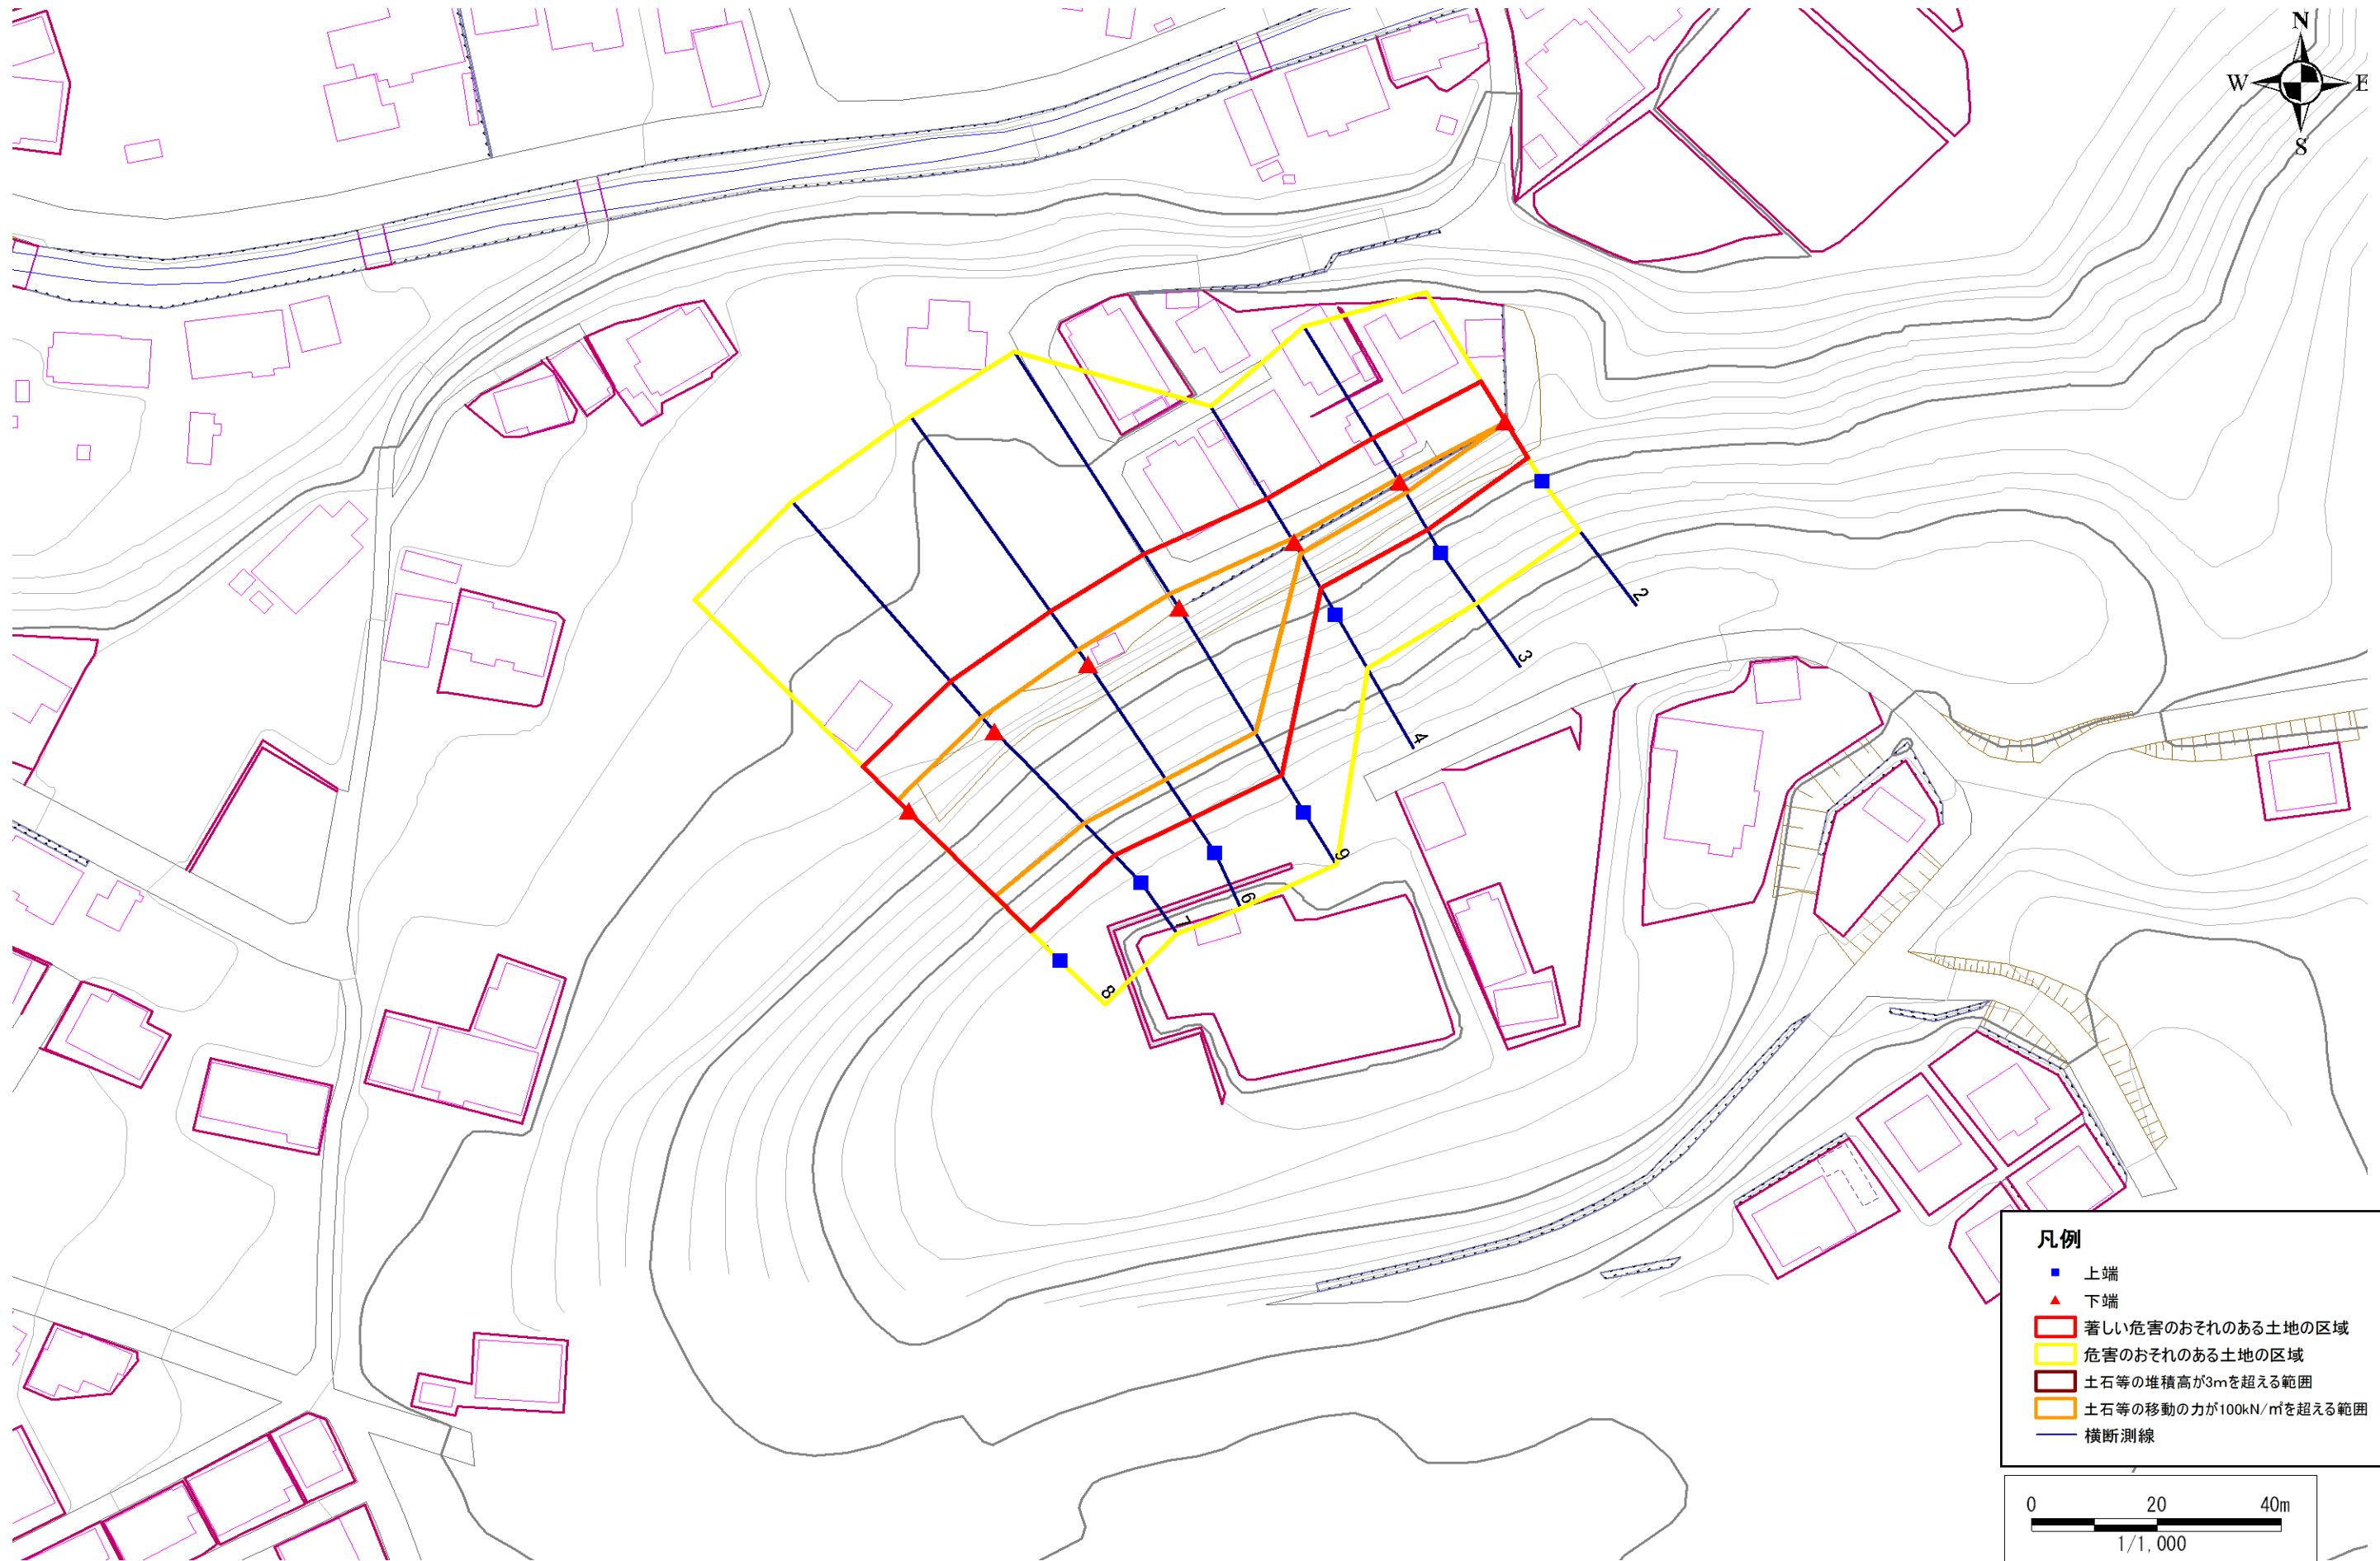 N
W E
S
2
3
4
9
6
7
8
凡例
上端
下端
著しい危害のおそれのある土地の区域
危害のおそれのある土地の区域
土石等の堆積高が3mを超える範囲
土石等の移動の力が100kN/㎡を超える範囲
横断測線
0 20 40m
1/1,000